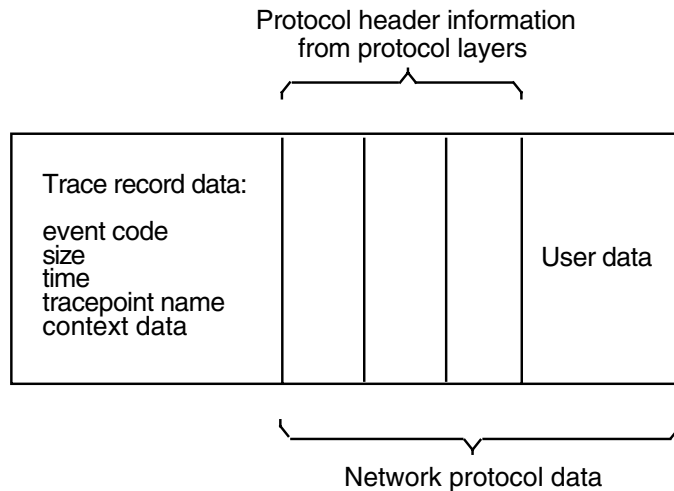 Protocol header information
from protocol layers
Trace record data:
event code
size
time
tracepoint name
context data
User data
Network protocol data